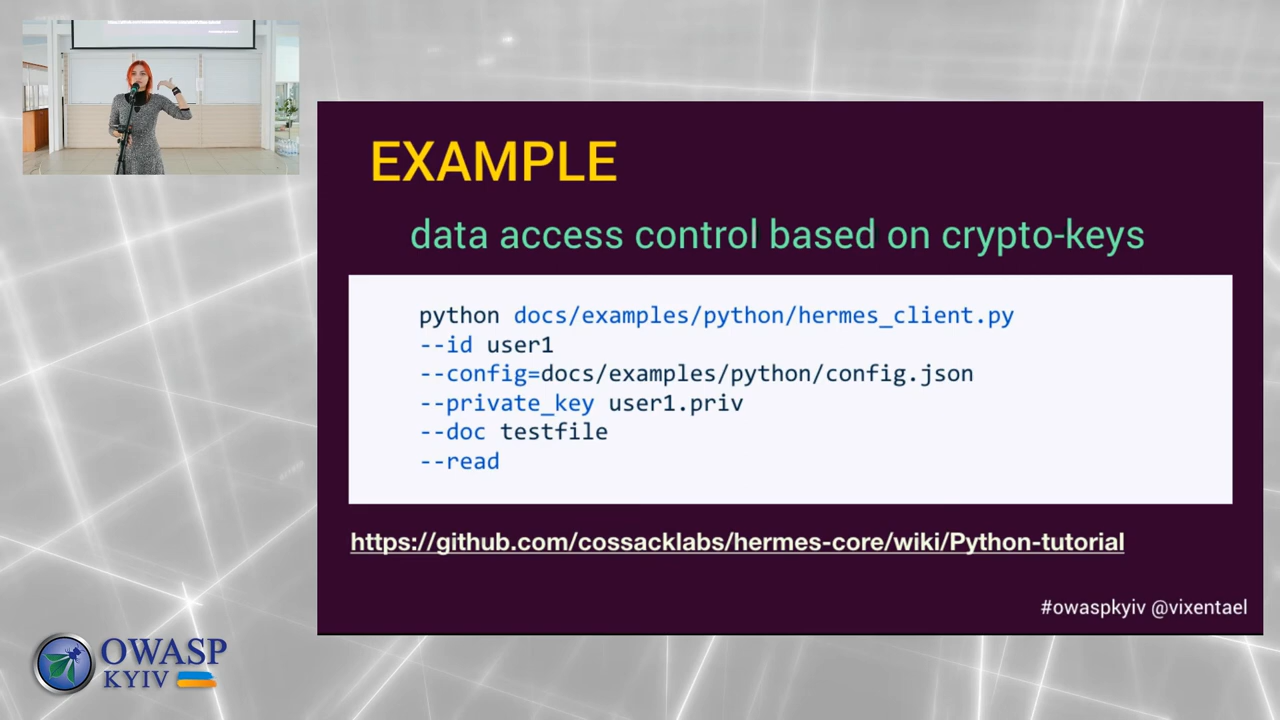 EXAMPLE
data access control based on crypto-keys
python docs/examples/python/hermes_client.py
--id user1
--config=docs/examples/python/config.json
--private_key user1.priv
--doc testfile
--read
https://github.com/cossacklabs/hermes-core/wiki/Python-tutorial
#owaspkyiv @vixentael
OWASP
KYIV